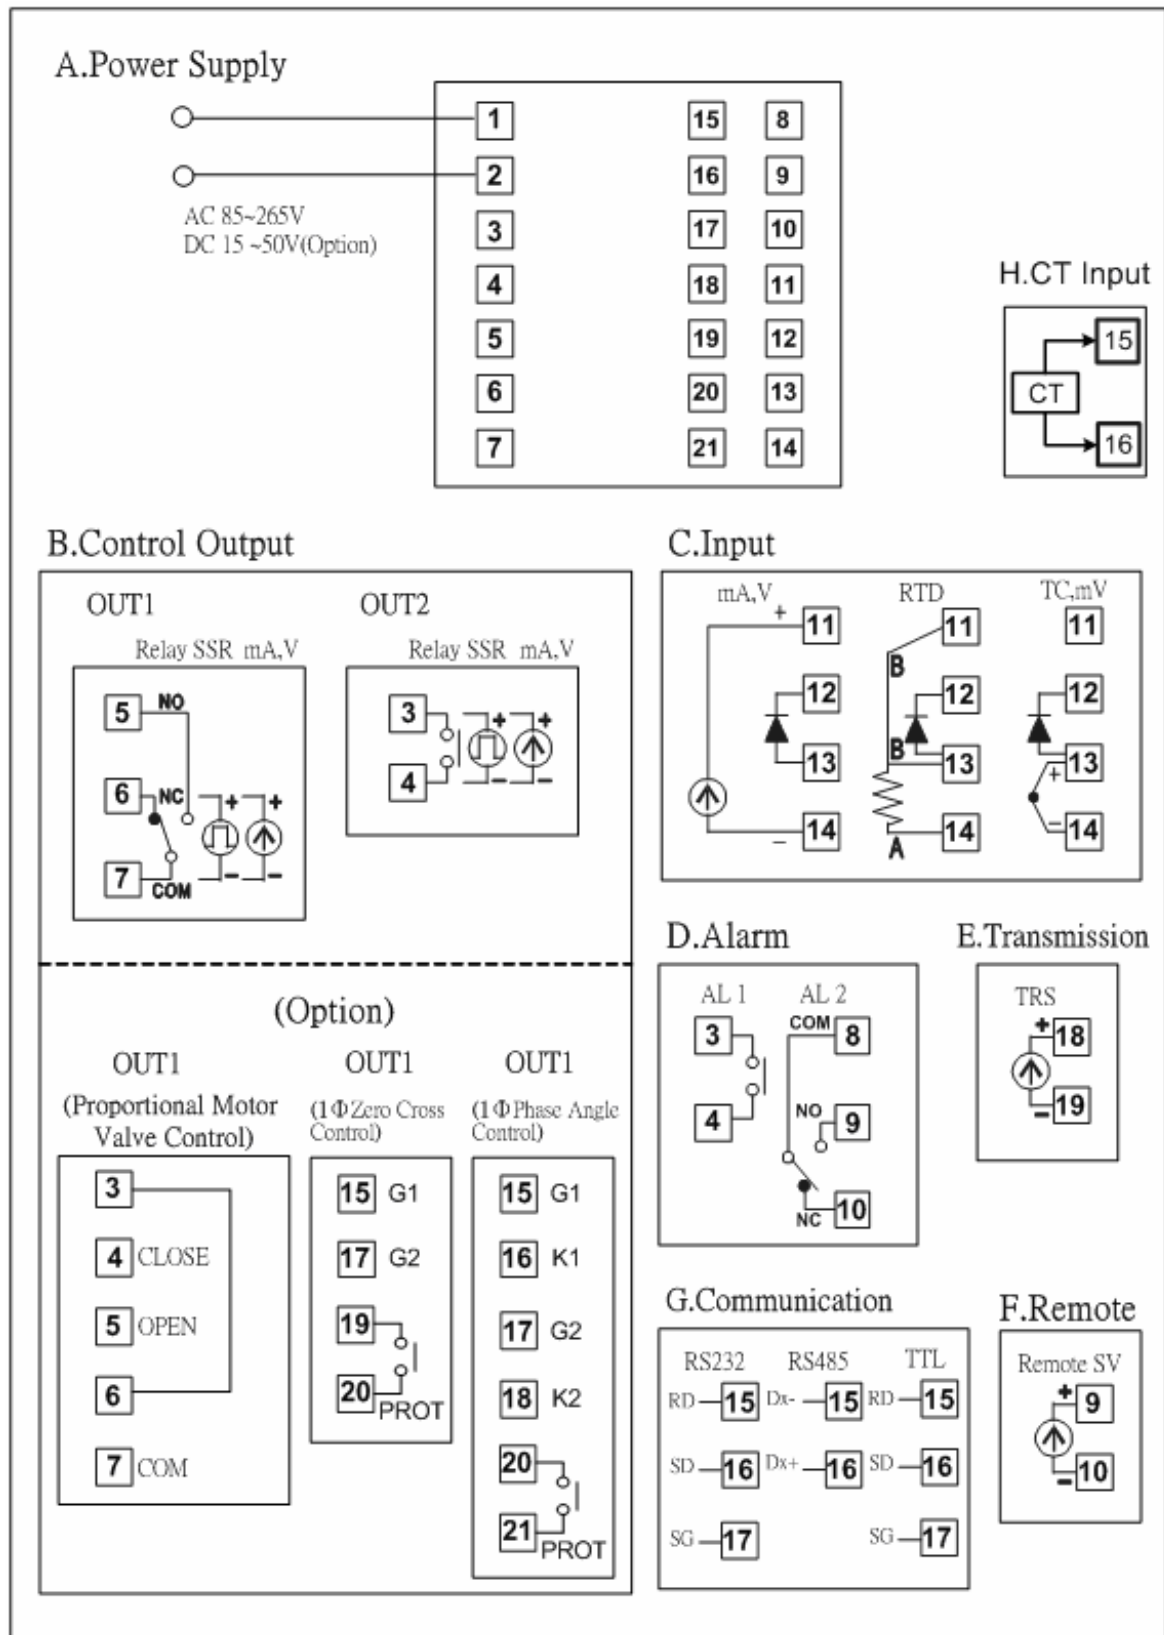 A.Power Supply
1 15 8
2 16 9
AC 85~265V
DC 15 ~50V(Option)
3 17 10
4 18 11
5 19 12
6 20 13
7 21 14
H.CT Input
15
CT
16
B.Control Output
OUT1 OUT2
Relay SSR mA,V Relay SSR mA,V
5 NO
6 NC + +
7 COM - -
3 + +
4 - -
(Option)
OUT1
(Proportional Motor
Valve Control)
3
4 CLOSE
5 OPEN
6
7 COM
OUT1
(1Φ Zero Cross
Control)
15 G1
17 G2
19
20 PROT
OUT1
(1Φ Phase Angle
Control)
15 G1
16 K1
17 G2
18 K2
20
21 PROT
C.Input
mA,V RTD TC,mV
+ 11 11 11
B
12 12 12
13 B 13 + 13
– 14 A 14 – 14
D.Alarm
AL 1 AL 2
3 COM 8
4 NO 9
NC 10
E.Transmission
TRS
+ 18
- 19
G.Communication
RS232 RS485 TTL
RD 15 Dx- 15 RD 15
SD 16 Dx+ 16 SD 16
SG 17 SG 17
F.Remote
Remote SV
+ 9
- 10